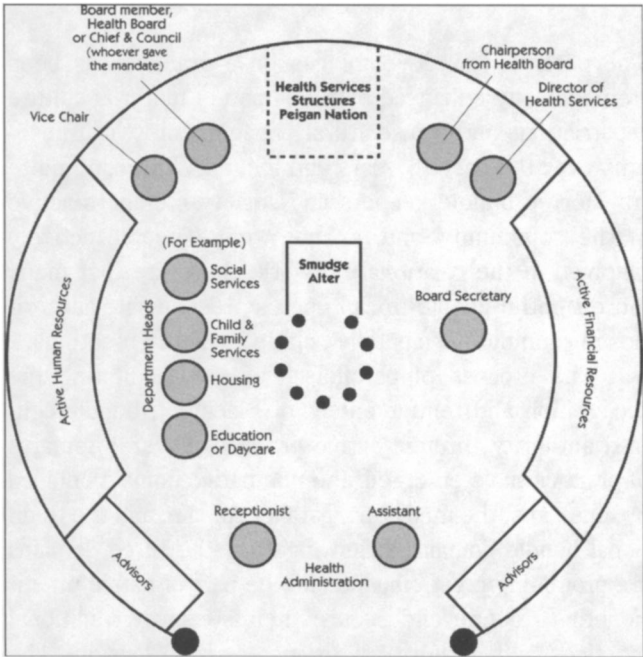 Board member,
Health Board
or Chief & Council
(whoever gave
the mandate)
Vice Chair
Health Services
Structures
Peigan Nation
Chairperson
from Health Board
Director of
Health Services
(For Example)
Social
Services
Child &
Family
Services
Housing
Education
or Daycare
Department Heads
Active Human Resources
Smudge
Alter
Board Secretary
Active Financial Resources
Receptionist
Assistant
Health
Administration
Advisors
Advisors